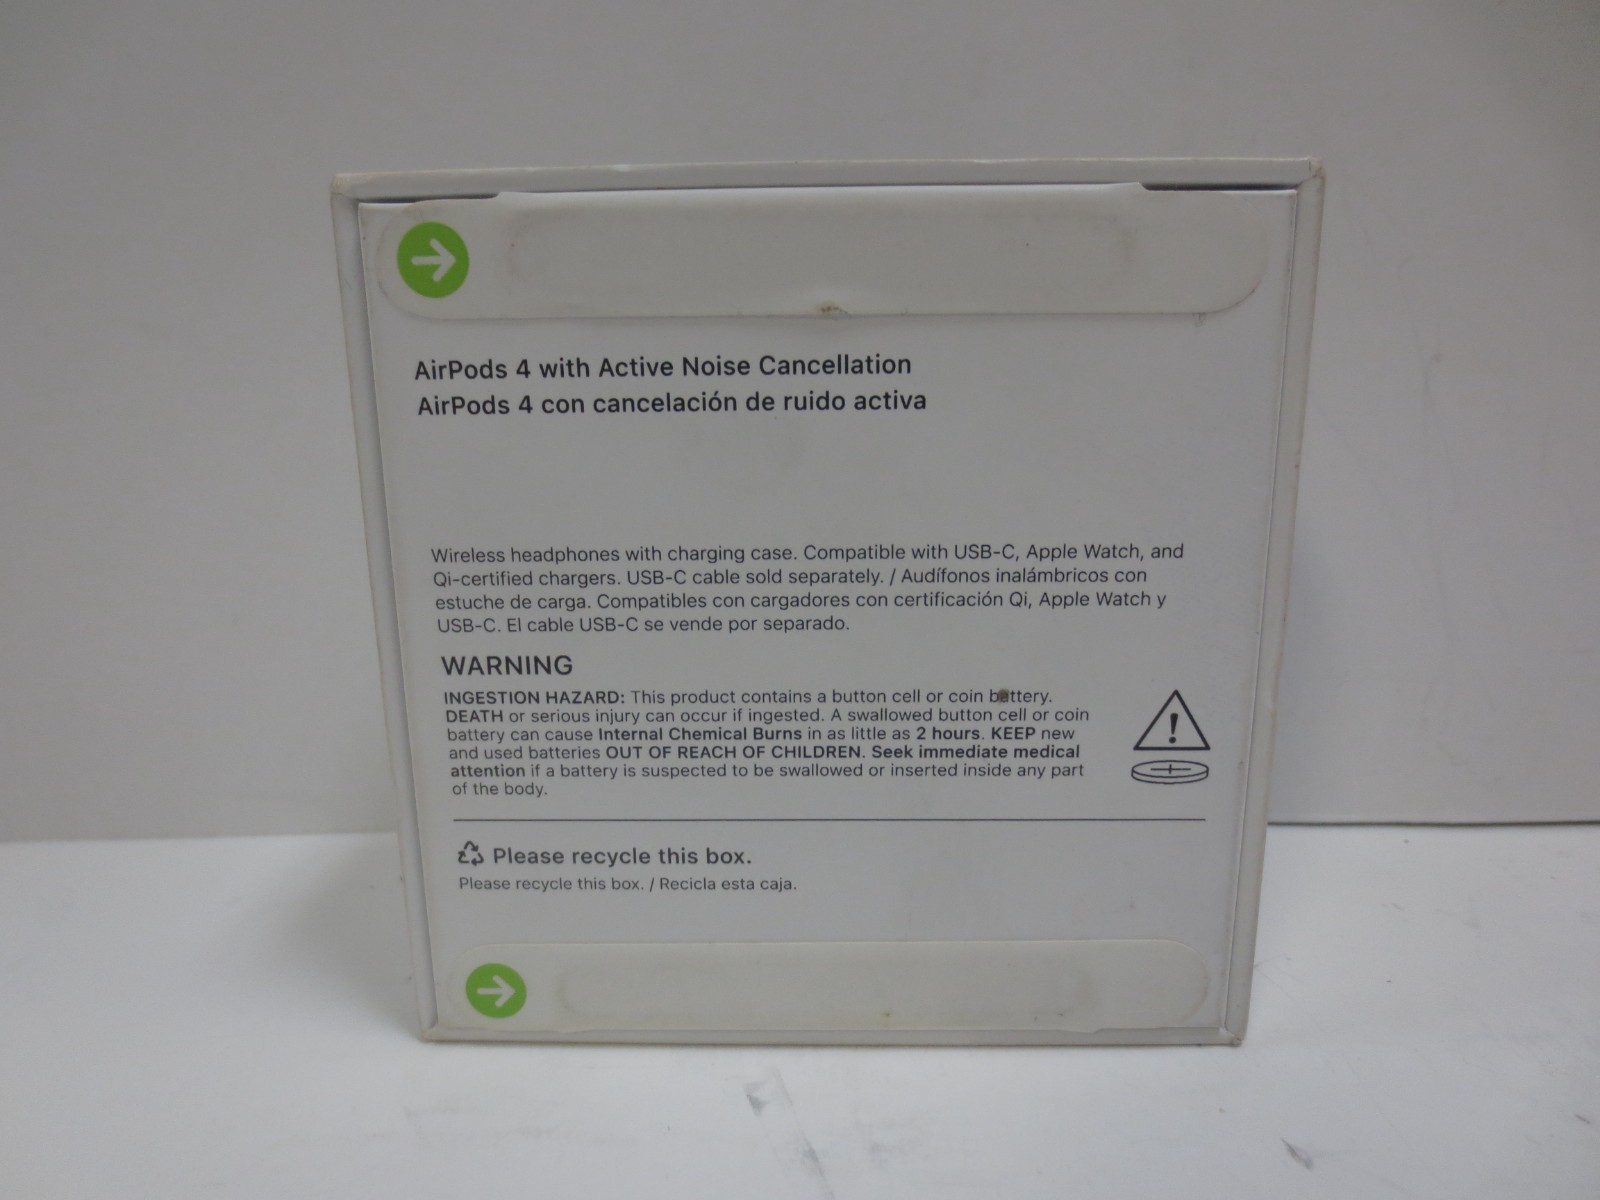 AirPods 4 with Active Noise Cancellation
AirPods 4 con cancelación de ruido activa
Wireless headphones with charging case. Compatible with USB-C, Apple Watch, and
Qi-certified chargers. USB-C cable sold separately. / Audífonos inalámbricos con
estuche de carga. Compatibles con cargadores con certificación Qi, Apple Watch y
USB-C. El cable USB-C se vende por separado.
WARNING
INGESTION HAZARD: This product contains a button cell or coin battery.
DEATH or serious injury can occur if ingested. A swallowed button cell or coin
battery can cause Internal Chemical Burns in as little as 2 hours. KEEP new
and used batteries OUT OF REACH OF CHILDREN. Seek immediate medical
attention if a battery is suspected to be swallowed or inserted inside any part
of the body.
Please recycle this box.
Please recycle this box. / Recicla esta caja.